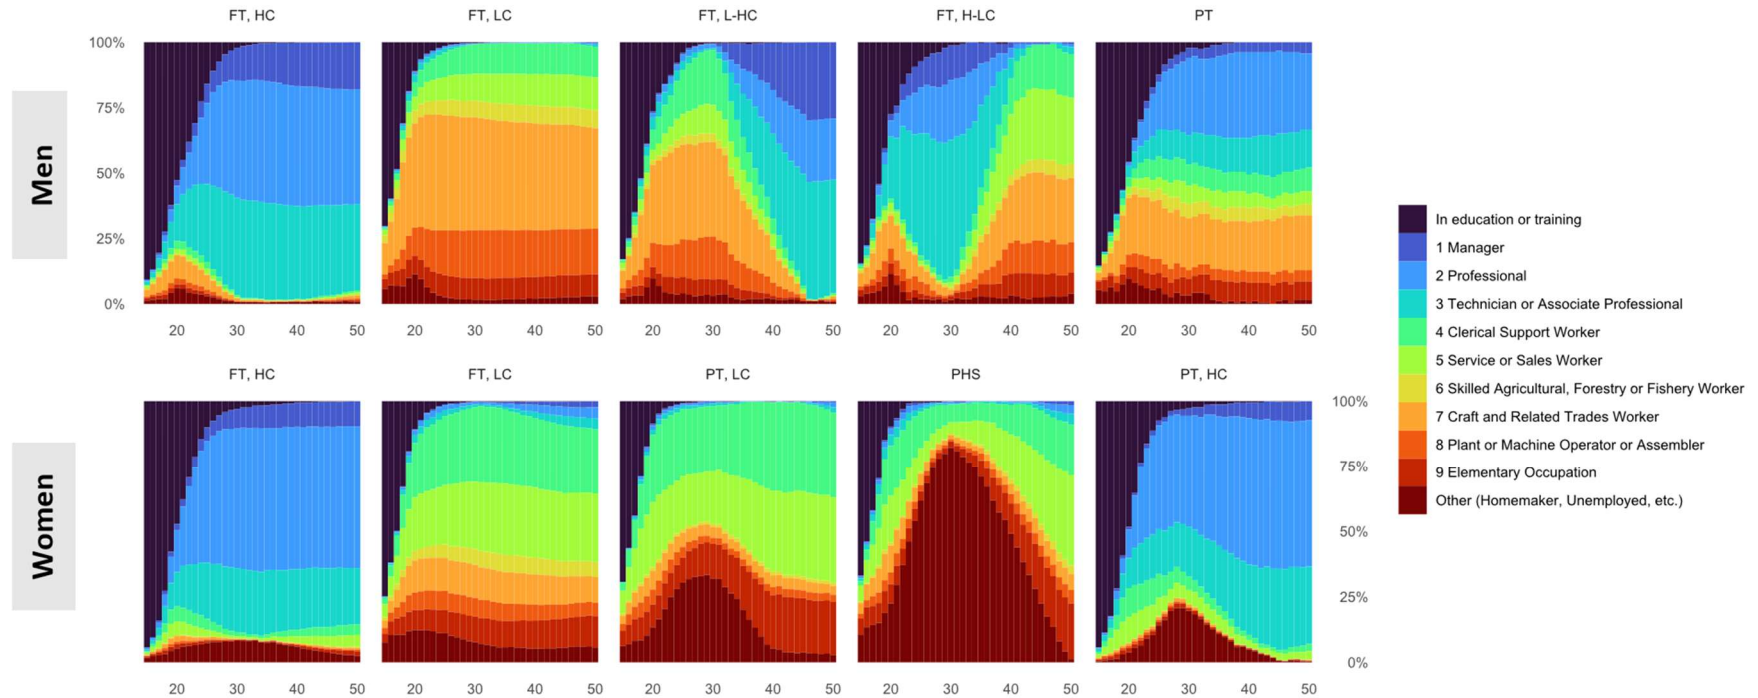 FT, HC FT, LC FT, L-HC FT, H-LC PT
Men
100%
75%
50%
25%
0%
20 30 40 50 20 30 40 50 20 30 40 50 20 30 40 50 20 30 40 50
In education or training
1 Manager
2 Professional
3 Technician or Associate Professional
4 Clerical Support Worker
5 Service or Sales Worker
6 Skilled Agricultural, Forestry or Fishery Worker
7 Craft and Related Trades Worker
8 Plant or Machine Operator or Assembler
9 Elementary Occupation
Other (Homemaker, Unemployed, etc.)
FT, HC FT, LC PT, LC PHS PT, HC
Women
100%
75%
50%
25%
0%
20 30 40 50 20 30 40 50 20 30 40 50 20 30 40 50 20 30 40 50